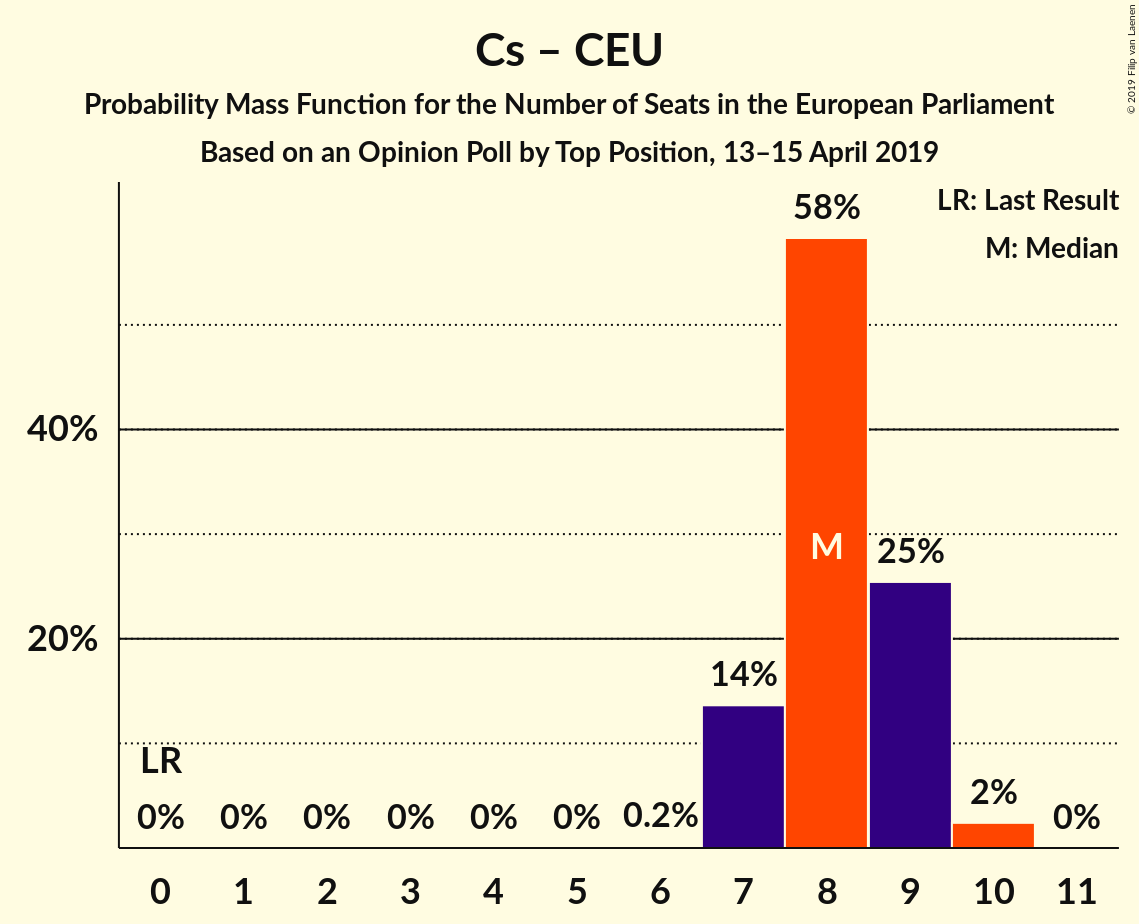 Cs – CEU
Probability Mass Function for the Number of Seats in the European Parliament
Based on an Opinion Poll by Top Position, 13–15 April 2019
© 2019 Filip van Laenen
LR: Last Result
M: Median
58%
40%
M
25%
20%
14%
LR
0% 0% 0% 0% 0% 0% 0.2% 2% 0%
0 1 2 3 4 5 6 7 8 9 10 11